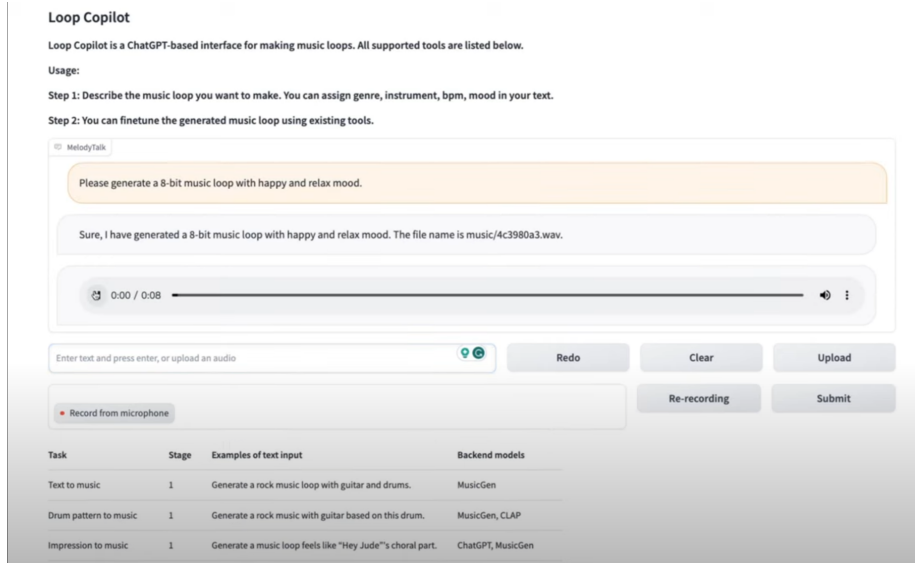 Loop Copilot
Loop Copilot is a ChatGPT-based interface for making music loops. All supported tools are listed below.
Usage:
Step 1: Describe the music loop you want to make. You can assign genre, instrument, bpm, mood in your text.
Step 2: You can finetune the generated music loop using existing tools.
MelodyTalk
Please generate a 8-bit music loop with happy and relax mood.
Sure, I have generated a 8-bit music loop with happy and relax mood. The file name is music/4c3980a3.wav.
0:00 / 0:08
Enter text and press enter, or upload an audio
Redo
Clear
Upload
Record from microphone
Re-recording
Submit
Task Stage Examples of text input Backend models
Text to music 1 Generate a rock music loop with guitar and drums. MusicGen
Drum pattern to music 1 Generate a rock music with guitar based on this drum. MusicGen, CLAP
Impression to music 1 Generate a music loop feels like "Hey Jude"'s choral part. ChatGPT, MusicGen